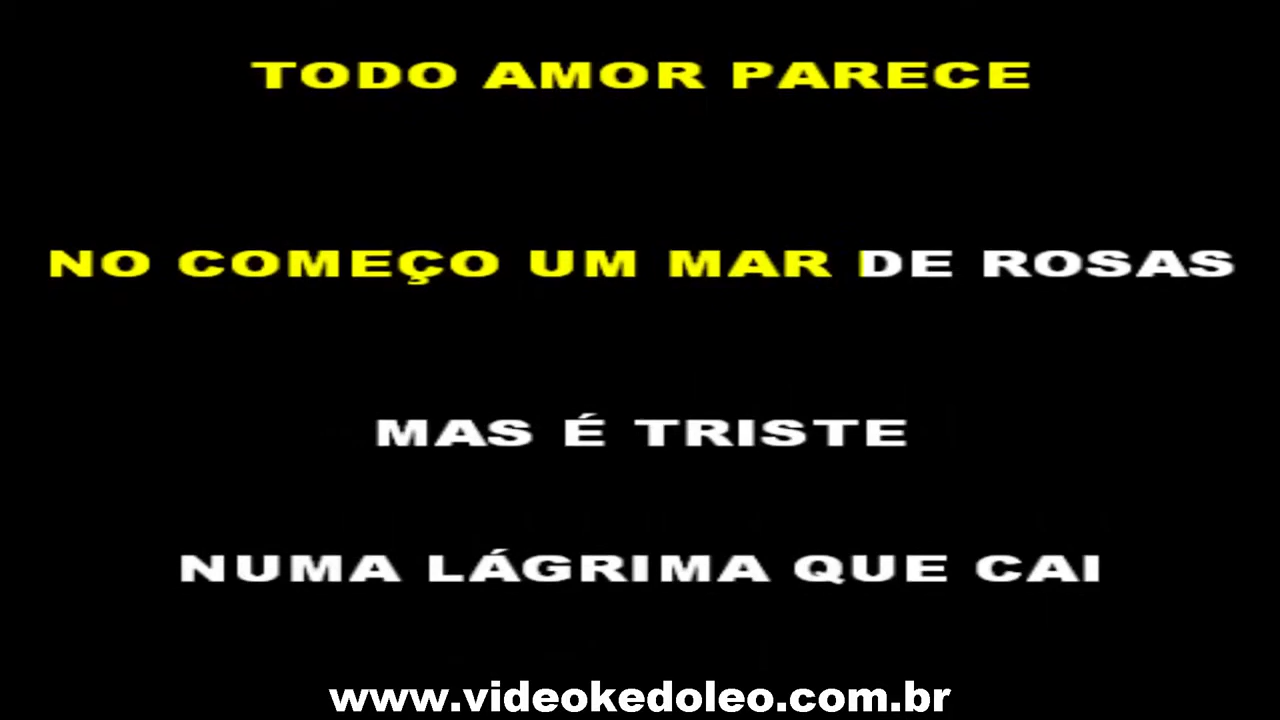 TODO AMOR PARECE
NO COMEÇO UM MAR DE ROSAS
MAS É TRISTE
NUMA LÁGRIMA QUE CAI
www.videokedoleo.com.br